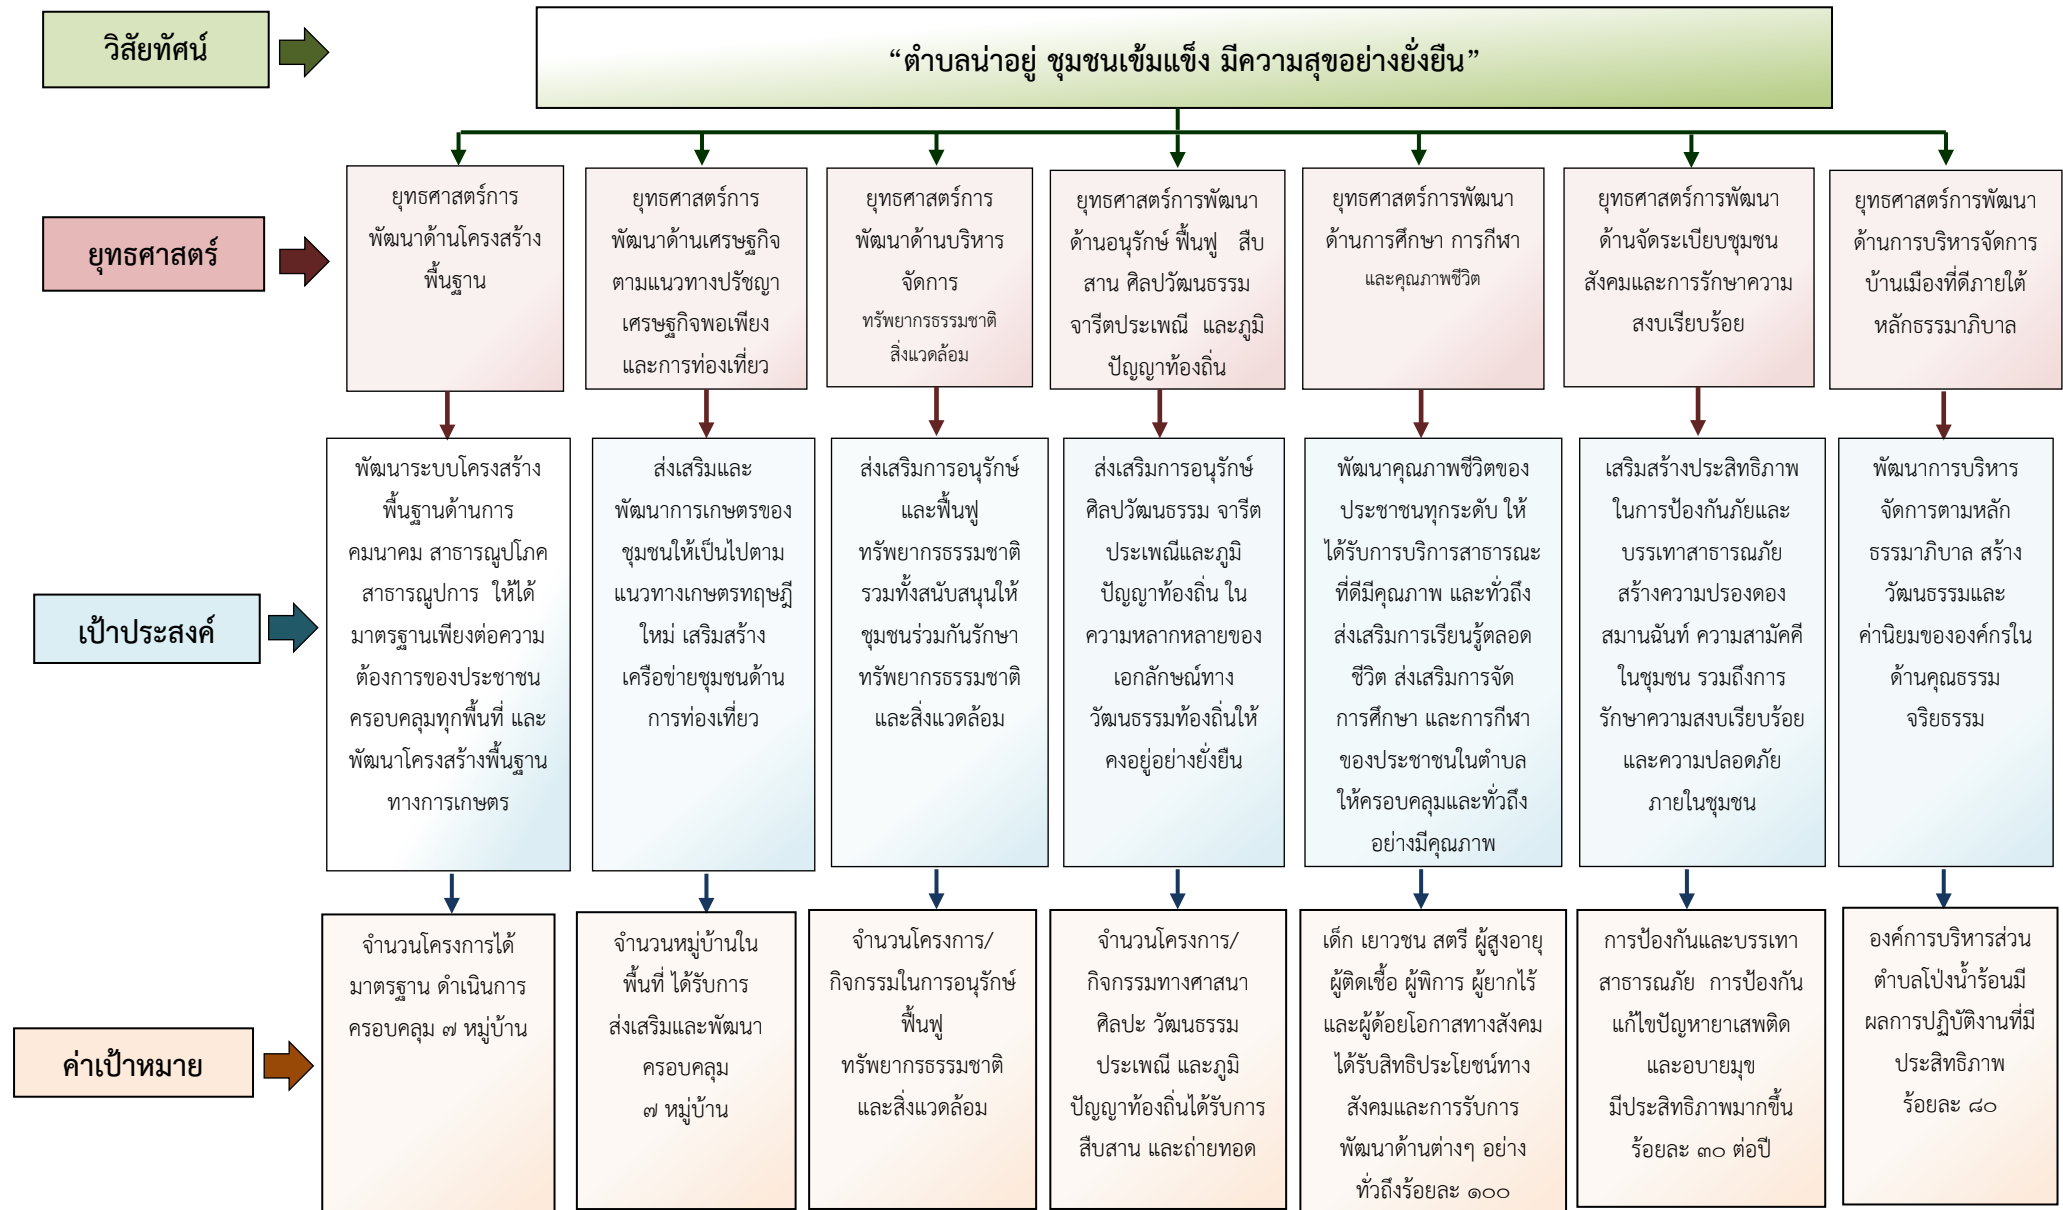 วิสัยทัศน์
“ตำบลน่าอยู่ ชุมชนเข้มแข็ง มีความสุขอย่างยั่งยืน”
ยุทธศาสตร์
ยุทธศาสตร์การ
พัฒนาด้านโครงสร้าง
พื้นฐาน
ยุทธศาสตร์การ
พัฒนาด้านเศรษฐกิจ
ตามแนวทางปรัชญา
เศรษฐกิจพอเพียง
และการท่องเที่ยว
ยุทธศาสตร์การ
พัฒนาด้านบริหาร
จัดการ
ทรัพยากรธรรมชาติ
สิ่งแวดล้อม
ยุทธศาสตร์การพัฒนา
ด้านอนุรักษ์ ฟื้นฟู สืบ
สาน ศิลปวัฒนธรรม
จารีตประเพณี และภูมิ
ปัญญาท้องถิ่น
ยุทธศาสตร์การพัฒนา
ด้านการศึกษา การกีฬา
และคุณภาพชีวิต
ยุทธศาสตร์การพัฒนา
ด้านจัดระเบียบชุมชน
สังคมและการรักษาความ
สงบเรียบร้อย
ยุทธศาสตร์การพัฒนา
ด้านการบริหารจัดการ
บ้านเมืองที่ดีภายใต้
หลักธรรมาภิบาล
เป้าประสงค์
พัฒนาระบบโครงสร้าง
พื้นฐานด้านการ
คมนาคม สาธารณูปโภค
สาธารณูปการ ให้ได้
มาตรฐานเพียงต่อความ
ต้องการของประชาชน
ครอบคลุมทุกพื้นที่ และ
พัฒนาโครงสร้างพื้นฐาน
ทางการเกษตร
ส่งเสริมและ
พัฒนาการเกษตรของ
ชุมชนให้เป็นไปตาม
แนวทางเกษตรทฤษฎี
ใหม่ เสริมสร้าง
เครือข่ายชุมชนด้าน
การท่องเที่ยว
ส่งเสริมการอนุรักษ์
และฟื้นฟู
ทรัพยากรธรรมชาติ
รวมทั้งสนับสนุนให้
ชุมชนร่วมกันรักษา
ทรัพยากรธรรมชาติ
และสิ่งแวดล้อม
ส่งเสริมการอนุรักษ์
ศิลปวัฒนธรรม จารีต
ประเพณีและภูมิ
ปัญญาท้องถิ่น ใน
ความหลากหลายของ
เอกลักษณ์ทาง
วัฒนธรรมท้องถิ่นให้
คงอยู่อย่างยั่งยืน
พัฒนาคุณภาพชีวิตของ
ประชาชนทุกระดับ ให้
ได้รับการบริการสาธารณะ
ที่ดีมีคุณภาพ และทั่วถึง
ส่งเสริมการเรียนรู้ตลอด
ชีวิต ส่งเสริมการจัด
การศึกษา และการกีฬา
ของประชาชนในตำบล
ให้ครอบคลุมและทั่วถึง
อย่างมีคุณภาพ
เสริมสร้างประสิทธิภาพ
ในการป้องกันภัยและ
บรรเทาสาธารณภัย
สร้างความปรองดอง
สมานฉันท์ ความสามัคคี
ในชุมชน รวมถึงการ
รักษาความสงบเรียบร้อย
และความปลอดภัย
ภายในชุมชน
พัฒนาการบริหาร
จัดการตามหลัก
ธรรมาภิบาล สร้าง
วัฒนธรรมและ
ค่านิยมขององค์กรใน
ด้านคุณธรรม
จริยธรรม
ค่าเป้าหมาย
จำนวนโครงการได้
มาตรฐาน ดำเนินการ
ครอบคลุม ๗ หมู่บ้าน
จำนวนหมู่บ้านใน
พื้นที่ ได้รับการ
ส่งเสริมและพัฒนา
ครอบคลุม
๗ หมู่บ้าน
จำนวนโครงการ/
กิจกรรมในการอนุรักษ์
ฟื้นฟู
ทรัพยากรธรรมชาติ
และสิ่งแวดล้อม
จำนวนโครงการ/
กิจกรรมทางศาสนา
ศิลปะ วัฒนธรรม
ประเพณี และภูมิ
ปัญญาท้องถิ่นได้รับการ
สืบสาน และถ่ายทอด
เด็ก เยาวชน สตรี ผู้สูงอายุ
ผู้ติดเชื้อ ผู้พิการ ผู้ยากไร้
และผู้ด้อยโอกาสทางสังคม
ได้รับสิทธิประโยชน์ทาง
สังคมและการรับการ
พัฒนาด้านต่างๆ อย่าง
ทั่วถึงร้อยละ ๑๐๐
การป้องกันและบรรเทา
สาธารณภัย การป้องกัน
แก้ไขปัญหายาเสพติด
และอบายมุข
มีประสิทธิภาพมากขึ้น
ร้อยละ ๓๐ ต่อปี
องค์การบริหารส่วน
ตำบลโป่งน้ำร้อนมี
ผลการปฏิบัติงานที่มี
ประสิทธิภาพ
ร้อยละ ๘๐